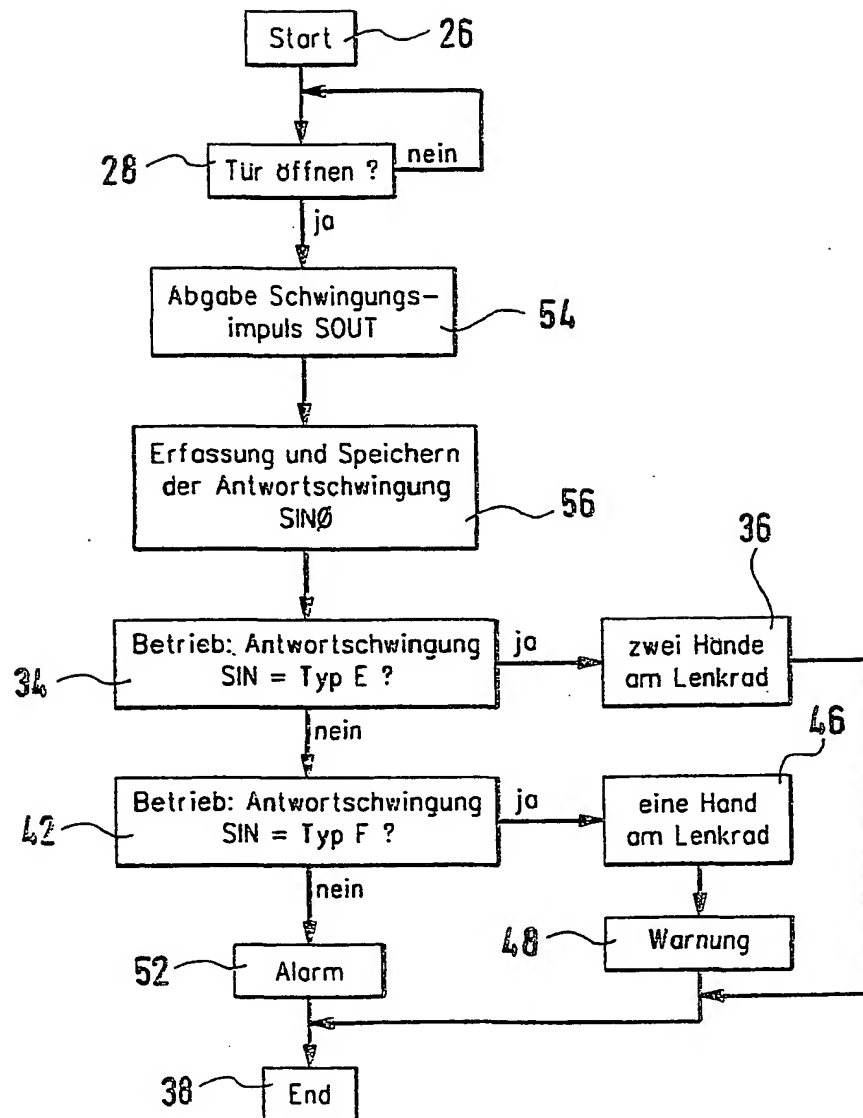 Start
26
28
Tür öffnen ?
nein
ja
Abgabe Schwingungs-
impuls SOUT
54
Erfassung und Speichern
der Antwortschwingung
SINØ
56
36
Betrieb: Antwortschwingung
SIN = Typ E ?
ja
zwei Hände
am Lenkrad
34
nein
46
Betrieb: Antwortschwingung
SIN = Typ F ?
ja
eine Hand
am Lenkrad
42
nein
52
Alarm
48
Warnung
38
End